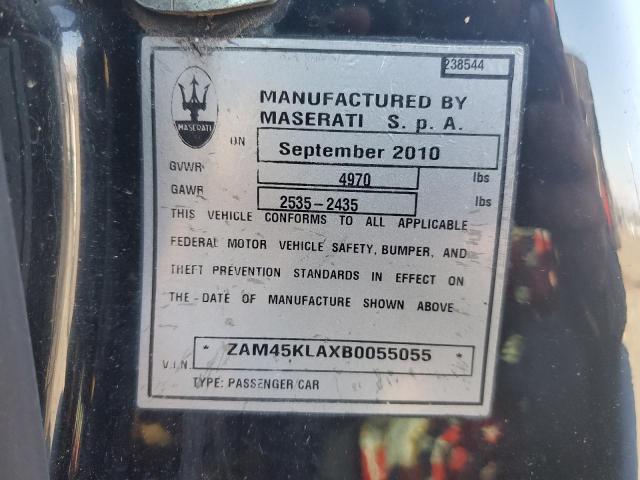 238544
MASERATI
MANUFACTURED BY
MASERATI S. p A.
ON September 2010
GVWR 4970 lbs
GAWR 2535-2435 lbs
THIS VEHICLE CONFORMS TO ALL APPLICABLE
FEDERAL MOTOR VEHICLE SAFETY, BUMPER, AND
THEFT PREVENTION STANDARDS IN EFFECT ON
THE DATE OF MANUFACTURE SHOWN ABOVE
V.I.N. * ZAM45KLAXB0055055 *
TYPE: PASSENGER CAR